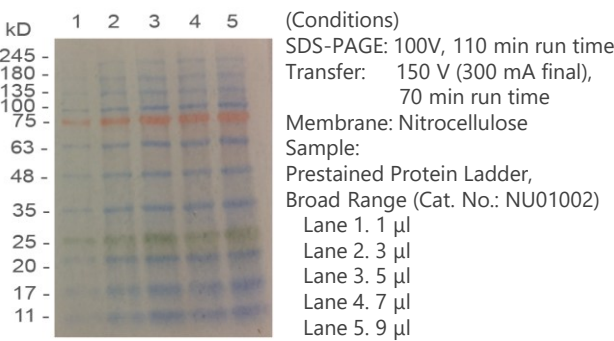 kD 1 2 3 4 5
245 -
180 -
135 -
100 -
75 -
63 -
48 -
35 -
25 -
20 -
17 -
11 -
(Conditions)
SDS-PAGE: 100V, 110 min run time
Transfer: 150 V (300 mA final),
70 min run time
Membrane: Nitrocellulose
Sample:
Prestained Protein Ladder,
Broad Range (Cat. No.: NU01002)
Lane 1. 1 µl
Lane 2. 3 µl
Lane 3. 5 µl
Lane 4. 7 µl
Lane 5. 9 µl